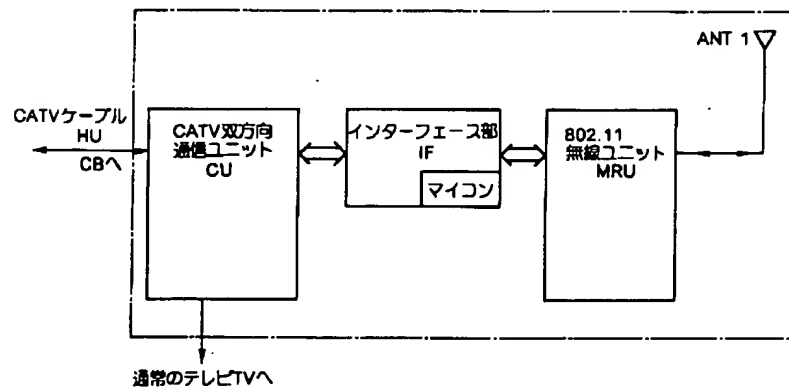 ANT 1
CATVケーブル
HU
CBへ
CATV双方向
通信ユニット
CU
インターフェース部
IF
マイコン
802.11
無線ユニット
MRU
通常のテレビTVへ